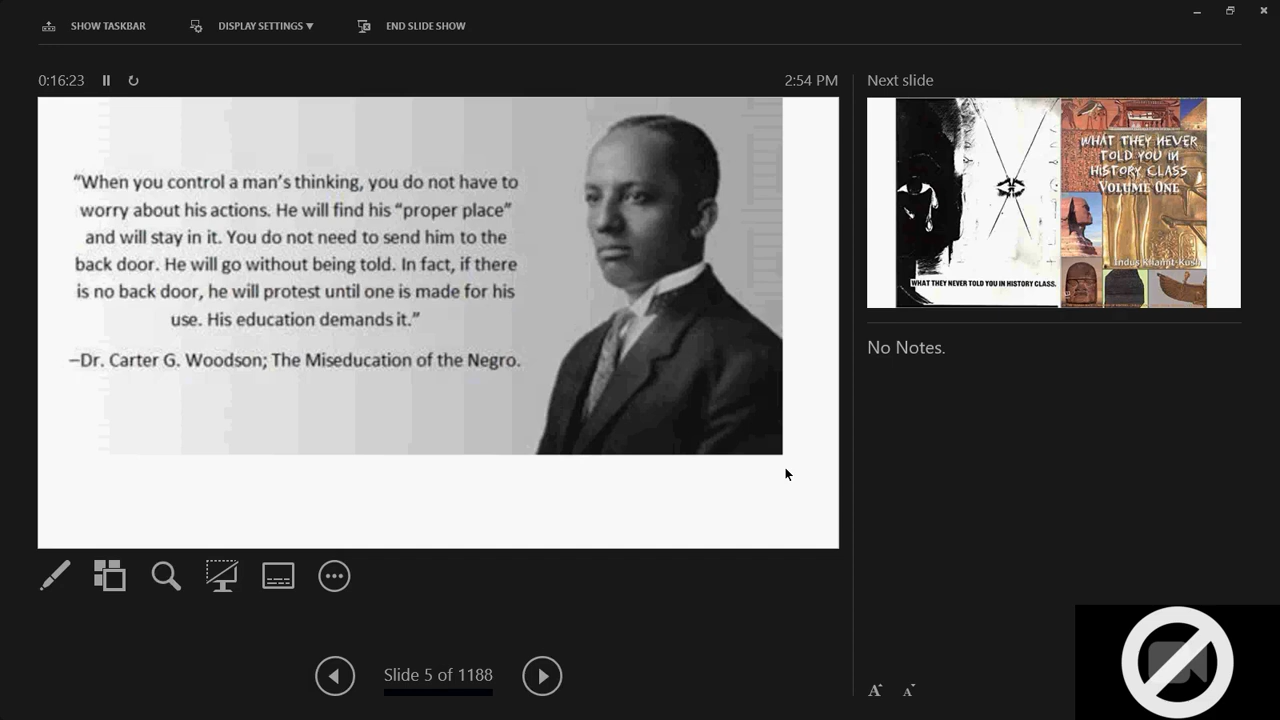 SHOW TASKBAR
DISPLAY SETTINGS ▼
END SLIDE SHOW
0:16:23
2:54 PM
Next slide
“When you control a man’s thinking, you do not have to
worry about his actions. He will find his “proper place”
and will stay in it. You do not need to send him to the
back door. He will go without being told. In fact, if there
is no back door, he will protest until one is made for his
use. His education demands it.”
–Dr. Carter G. Woodson; The Miseducation of the Negro.
WHAT THEY NEVER TOLD YOU IN HISTORY CLASS.
WHAT THEY NEVER
TOLD YOU IN
HISTORY CLASS
VOLUME ONE
Indus Khamit-Kush
No Notes.
Slide 5 of 1188
A
A